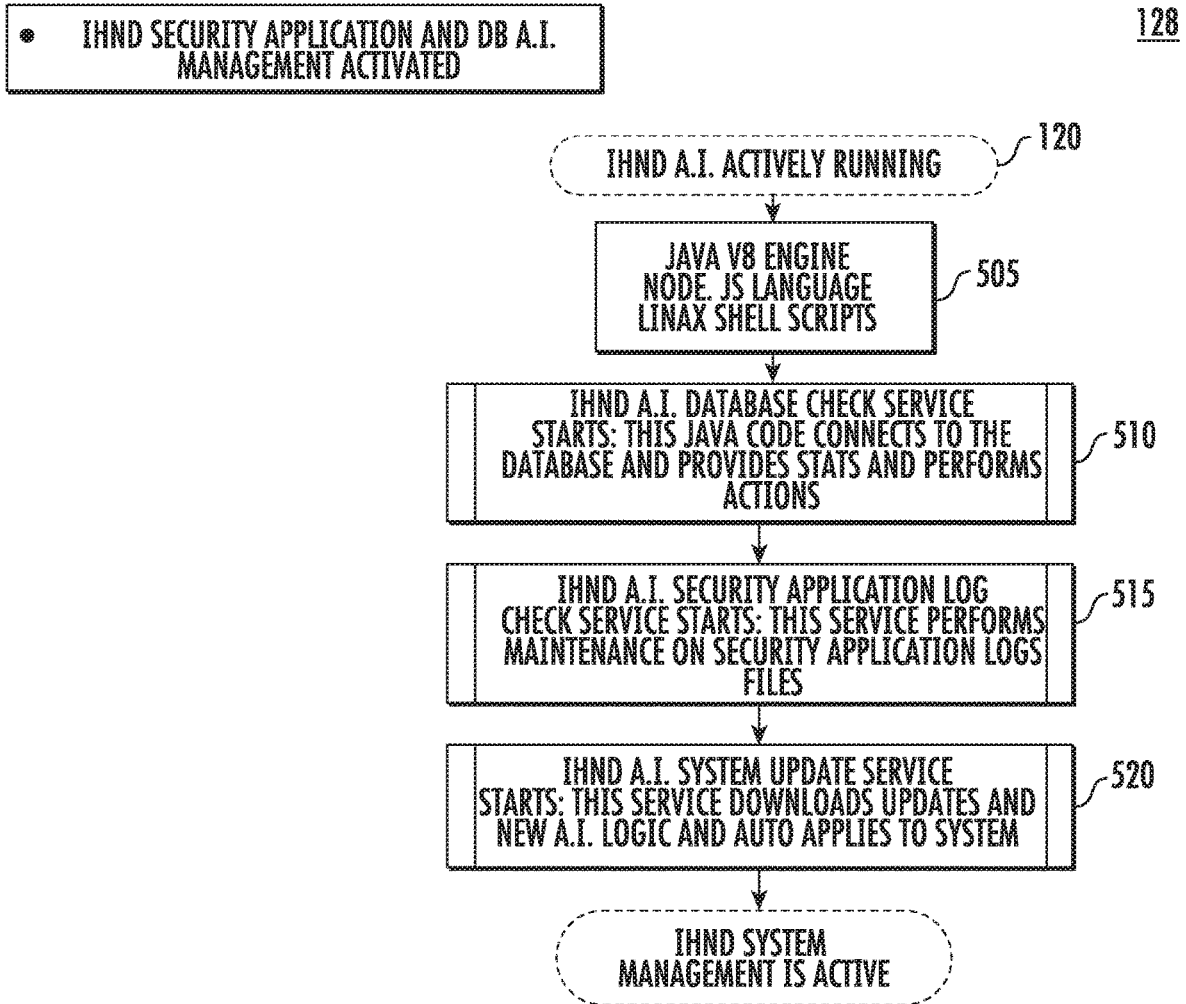 • IHND SECURITY APPLICATION AND DB A.I.
MANAGEMENT ACTIVATED
128
IHND A.I. ACTIVELY RUNNING
120
JAVA V8 ENGINE
NODE. JS LANGUAGE
LINAX SHELL SCRIPTS
505
IHND A.I. DATABASE CHECK SERVICE
STARTS: THIS JAVA CODE CONNECTS TO THE
DATABASE AND PROVIDES STATS AND PERFORMS
ACTIONS
510
IHND A.I. SECURITY APPLICATION LOG
CHECK SERVICE STARTS: THIS SERVICE PERFORMS
MAINTENANCE ON SECURITY APPLICATION LOGS
FILES
515
IHND A.I. SYSTEM UPDATE SERVICE
STARTS: THIS SERVICE DOWNLOADS UPDATES AND
NEW A.I. LOGIC AND AUTO APPLIES TO SYSTEM
520
IHND SYSTEM
MANAGEMENT IS ACTIVE